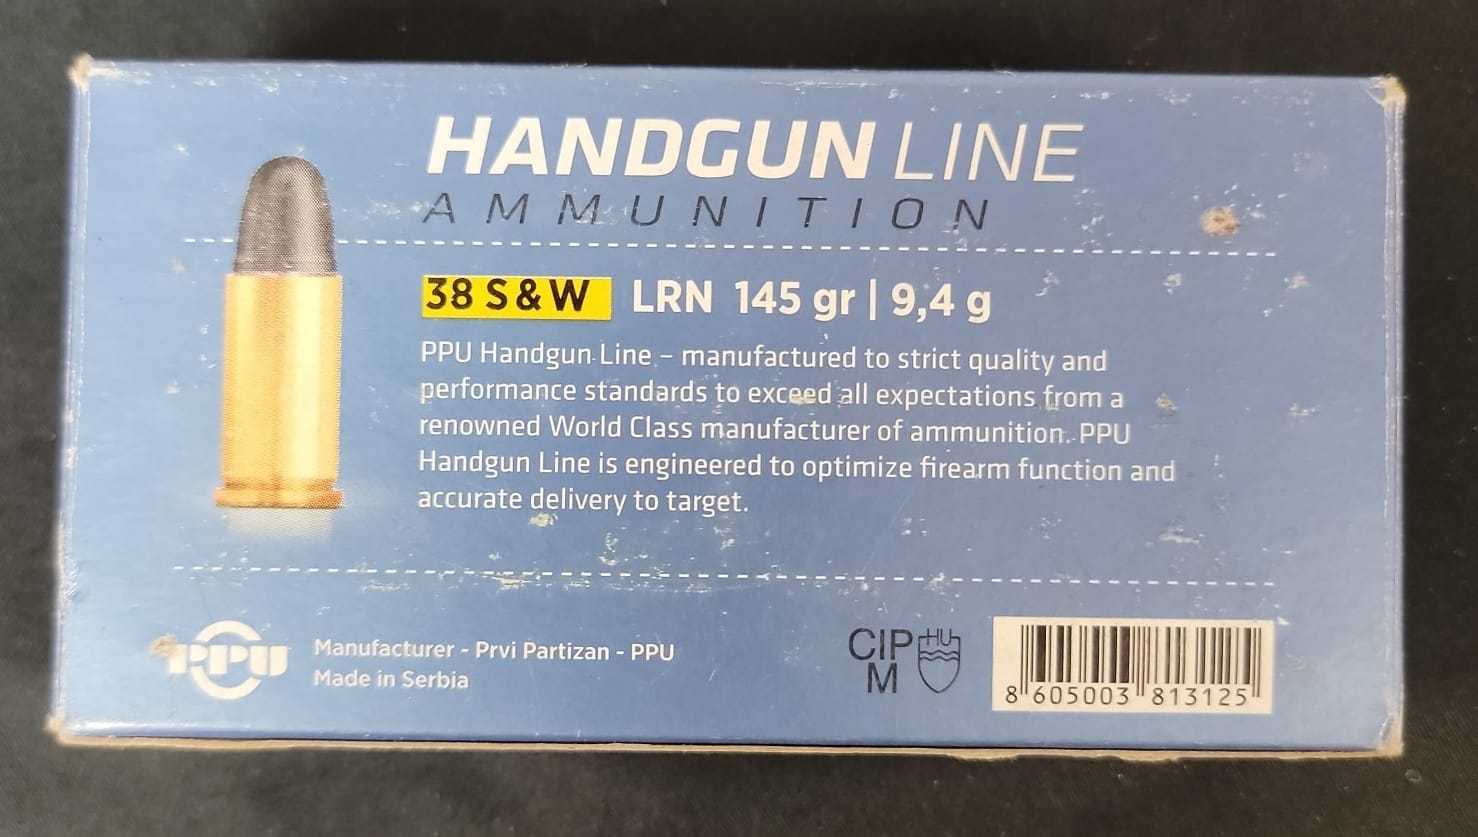 HANDGUN LINE
AMMUNITION
38 S&W LRN 145 gr | 9,4 g
PPU Handgun Line – manufactured to strict quality and
performance standards to exceed all expectations from a
renowned World Class manufacturer of ammunition. PPU
Handgun Line is engineered to optimize firearm function and
accurate delivery to target.
PPU
Manufacturer - Prvi Partizan - PPU
Made in Serbia
CIP
M
HU
8 605003 813125